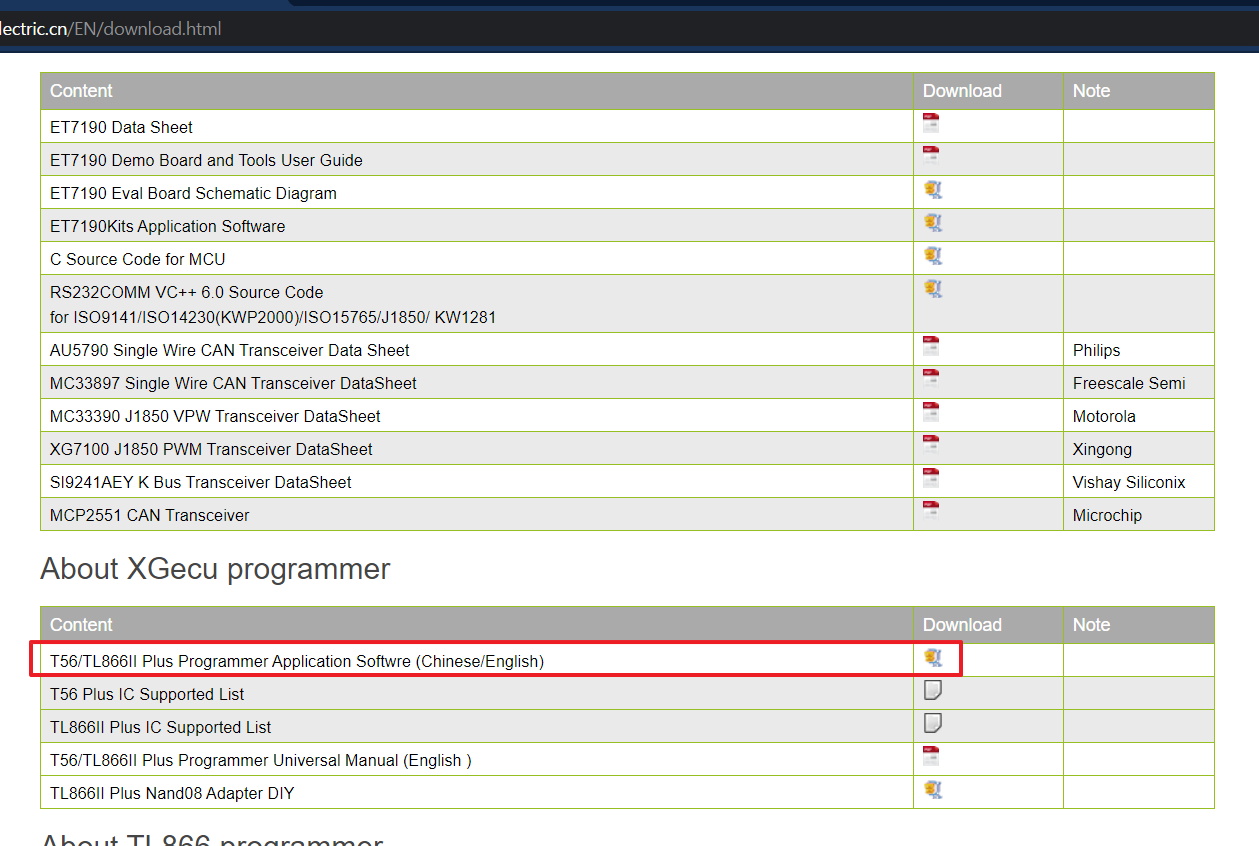 lectric.cn/EN/download.html
Content Download Note
ET7190 Data Sheet
ET7190 Demo Board and Tools User Guide
ET7190 Eval Board Schematic Diagram
ET7190Kits Application Software
C Source Code for MCU
RS232COMM VC++ 6.0 Source Code
for ISO9141/ISO14230(KWP2000)/ISO15765/J1850/ KW1281
AU5790 Single Wire CAN Transceiver Data Sheet Philips
MC33897 Single Wire CAN Transceiver DataSheet Freescale Semi
MC33390 J1850 VPW Transceiver DataSheet Motorola
XG7100 J1850 PWM Transceiver DataSheet Xingong
SI9241AEY K Bus Transceiver DataSheet Vishay Siliconix
MCP2551 CAN Transceiver Microchip
About XGecu programmer
Content Download Note
T56/TL866II Plus Programmer Application Softwre (Chinese/English)
T56 Plus IC Supported List
TL866II Plus IC Supported List
T56/TL866II Plus Programmer Universal Manual (English )
TL866II Plus Nand08 Adapter DIY
About TL866 programmer